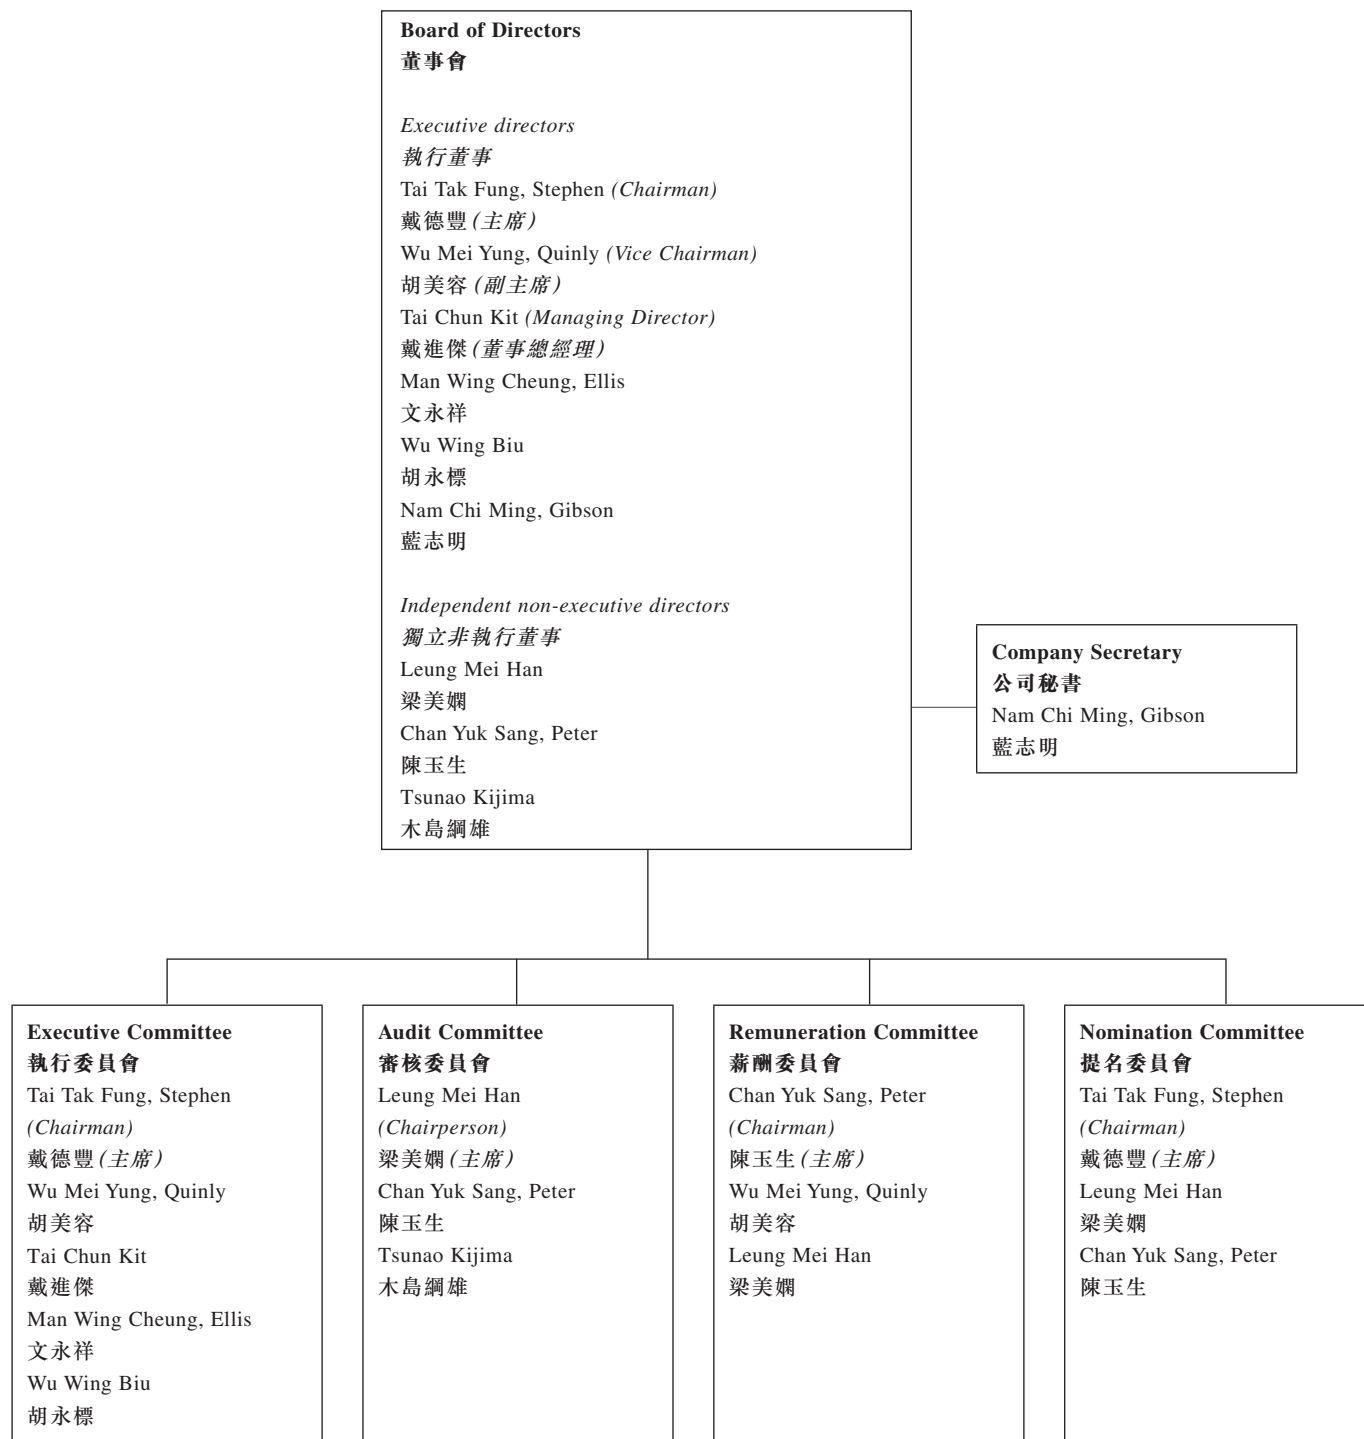 Board of Directors
董事會
Executive directors
執行董事
Tai Tak Fung, Stephen (Chairman)
戴德豐(主席)
Wu Mei Yung, Quinly (Vice Chairman)
胡美容(副主席)
Tai Chun Kit (Managing Director)
戴進傑(董事總經理)
Man Wing Cheung, Ellis
文永祥
Wu Wing Biu
胡永標
Nam Chi Ming, Gibson
藍志明
Independent non-executive directors
獨立非執行董事
Leung Mei Han
梁美嫻
Chan Yuk Sang, Peter
陳玉生
Tsunao Kijima
木島綱雄
Company Secretary
公司秘書
Nam Chi Ming, Gibson
藍志明
Executive Committee
執行委員會
Tai Tak Fung, Stephen
(Chairman)
戴德豐(主席)
Wu Mei Yung, Quinly
胡美容
Tai Chun Kit
戴進傑
Man Wing Cheung, Ellis
文永祥
Wu Wing Biu
胡永標
Audit Committee
審核委員會
Leung Mei Han
(Chairperson)
梁美嫻(主席)
Chan Yuk Sang, Peter
陳玉生
Tsunao Kijima
木島綱雄
Remuneration Committee
薪酬委員會
Chan Yuk Sang, Peter
(Chairman)
陳玉生(主席)
Wu Mei Yung, Quinly
胡美容
Leung Mei Han
梁美嫻
Nomination Committee
提名委員會
Tai Tak Fung, Stephen
(Chairman)
戴德豐(主席)
Leung Mei Han
梁美嫻
Chan Yuk Sang, Peter
陳玉生